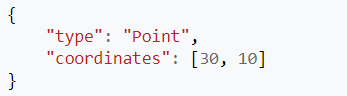 {
    "type": "Point",
    "coordinates": [30, 10]
}